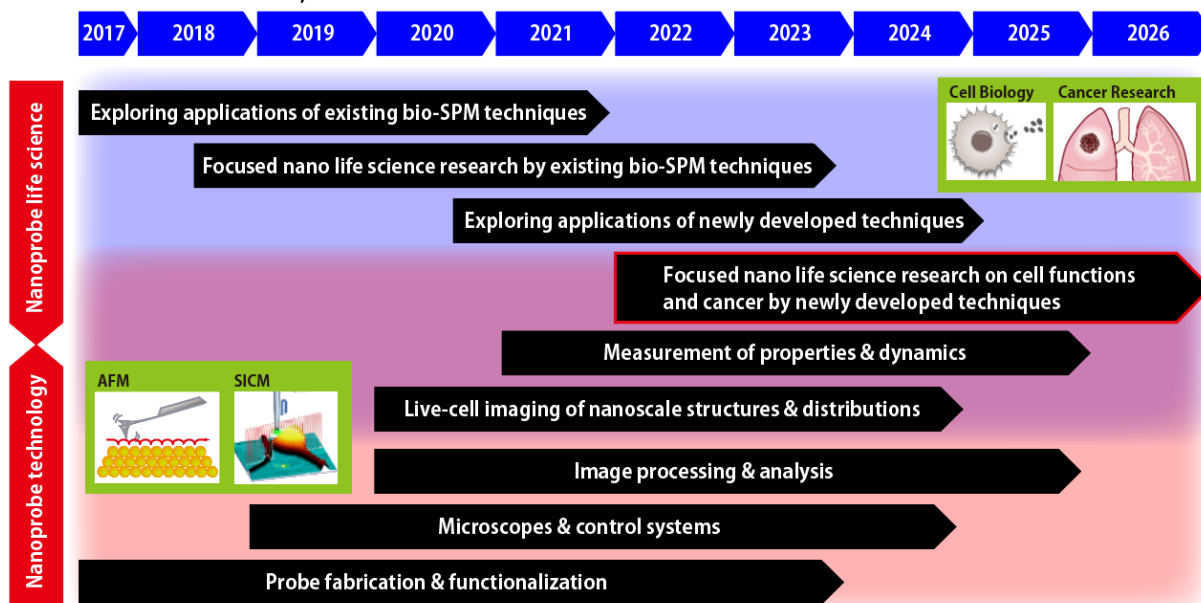 2017
2018
2019
2020
2021
2022
2023
2024
2025
2026
Nanoprobe life science
Exploring applications of existing bio-SPM techniques
Cell Biology
Cancer Research
Focused nano life science research by existing bio-SPM techniques
Exploring applications of newly developed techniques
Focused nano life science research on cell functions
and cancer by newly developed techniques
Measurement of properties & dynamics
Nanoprobe technology
AFM
SICM
Live-cell imaging of nanoscale structures & distributions
Image processing & analysis
Microscopes & control systems
Probe fabrication & functionalization